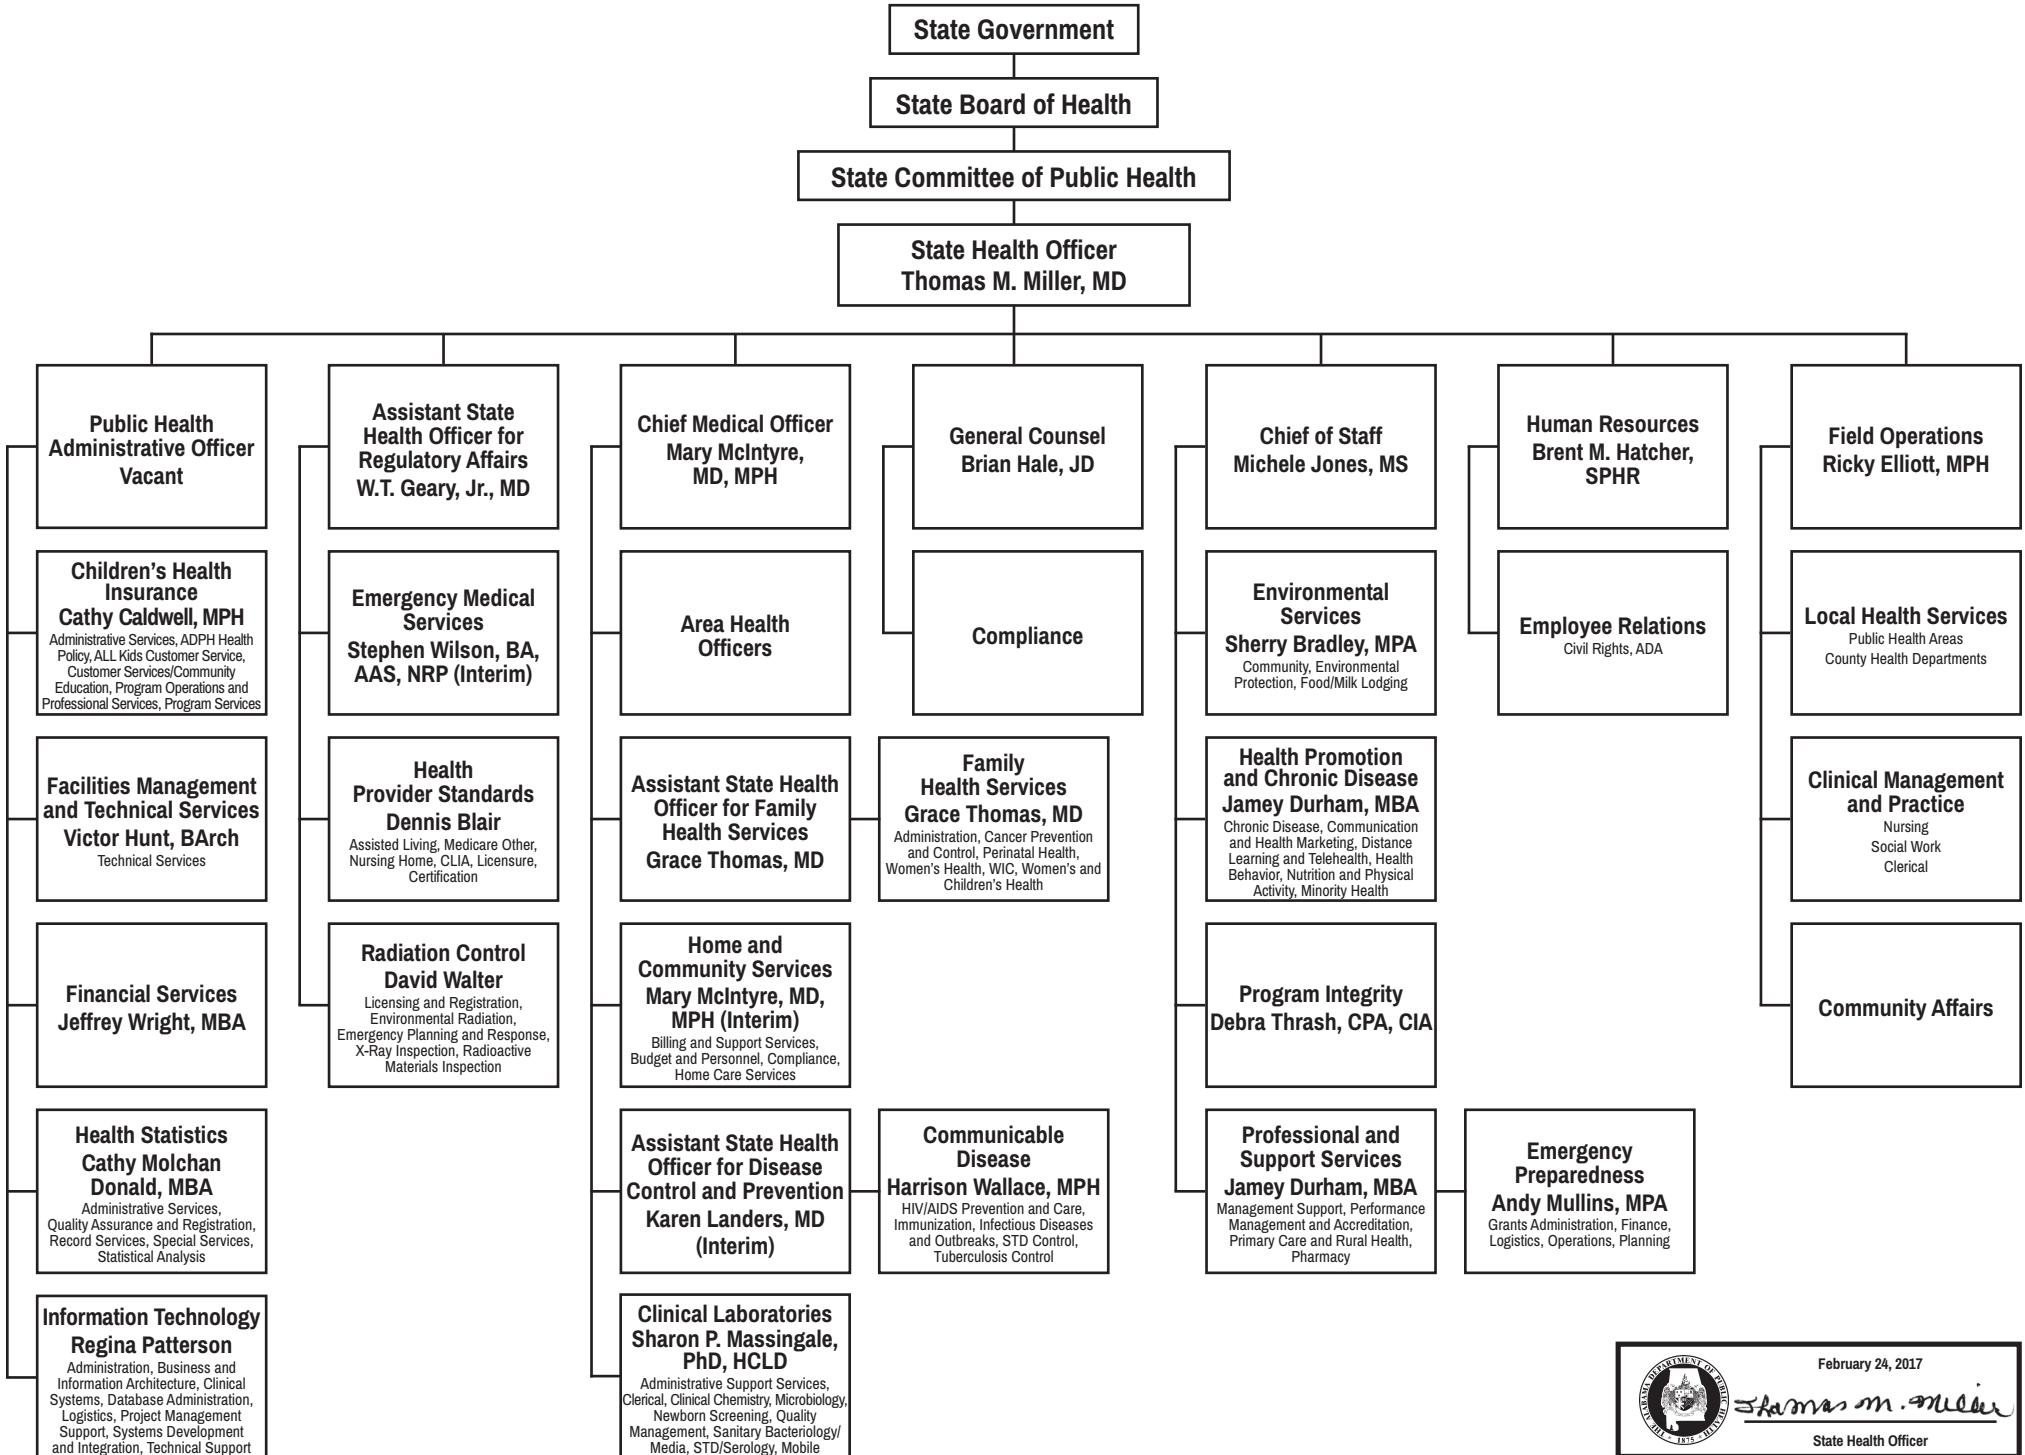 State Government
State Board of Health
State Committee of Public Health
State Health Officer
Thomas M. Miller, MD
Public Health
Administrative Officer
Vacant
Children’s Health
Insurance
Cathy Caldwell, MPH
Administrative Services, ADPH Health
Policy, ALL Kids Customer Service,
Customer Services/Community
Education, Program Operations and
Professional Services, Program Services
Facilities Management
and Technical Services
Victor Hunt, BArch
Technical Services
Financial Services
Jeffrey Wright, MBA
Health Statistics
Cathy Molchan
Donald, MBA
Administrative Services,
Quality Assurance and Registration,
Record Services, Special Services,
Statistical Analysis
Information Technology
Regina Patterson
Administration, Business and
Information Architecture, Clinical
Systems, Database Administration,
Logistics, Project Management
Support, Systems Development
and Integration, Technical Support
Assistant State
Health Officer for
Regulatory Affairs
W.T. Geary, Jr., MD
Emergency Medical
Services
Stephen Wilson, BA,
AAS, NRP (Interim)
Health
Provider Standards
Dennis Blair
Assisted Living, Medicare Other,
Nursing Home, CLIA, Licensure,
Certification
Radiation Control
David Walter
Licensing and Registration,
Environmental Radiation,
Emergency Planning and Response,
X-Ray Inspection, Radioactive
Materials Inspection
Chief Medical Officer
Mary McIntyre,
MD, MPH
Area Health
Officers
Assistant State Health
Officer for Family
Health Services
Grace Thomas, MD
Family
Health Services
Grace Thomas, MD
Administration, Cancer Prevention
and Control, Perinatal Health,
Women’s Health, WIC, Women’s and
Children’s Health
Home and
Community Services
Mary McIntyre, MD,
MPH (Interim)
Billing and Support Services,
Budget and Personnel, Compliance,
Home Care Services
Assistant State Health
Officer for Disease
Control and Prevention
Karen Landers, MD
(Interim)
Communicable
Disease
Harrison Wallace, MPH
HIV/AIDS Prevention and Care,
Immunization, Infectious Diseases
and Outbreaks, STD Control,
Tuberculosis Control
Clinical Laboratories
Sharon P. Massingale,
PhD, HCLD
Administrative Support Services,
Clerical, Clinical Chemistry, Microbiology,
Newborn Screening, Quality
Management, Sanitary Bacteriology/
Media, STD/Serology, Mobile
General Counsel
Brian Hale, JD
Compliance
Chief of Staff
Michele Jones, MS
Environmental
Services
Sherry Bradley, MPA
Community, Environmental
Protection, Food/Milk Lodging
Health Promotion
and Chronic Disease
Jamey Durham, MBA
Chronic Disease, Communication
and Health Marketing, Distance
Learning and Telehealth, Health
Behavior, Nutrition and Physical
Activity, Minority Health
Program Integrity
Debra Thrash, CPA, CIA
Professional and
Support Services
Jamey Durham, MBA
Management Support, Performance
Management and Accreditation,
Primary Care and Rural Health,
Pharmacy
Emergency
Preparedness
Andy Mullins, MPA
Grants Administration, Finance,
Logistics, Operations, Planning
Human Resources
Brent M. Hatcher,
SPHR
Employee Relations
Civil Rights, ADA
Field Operations
Ricky Elliott, MPH
Local Health Services
Public Health Areas
County Health Departments
Clinical Management
and Practice
Nursing
Social Work
Clerical
Community Affairs
THE ALABAMA DEPARTMENT OF PUBLIC HEALTH
1875
February 24, 2017
Thomas M. Miller
State Health Officer